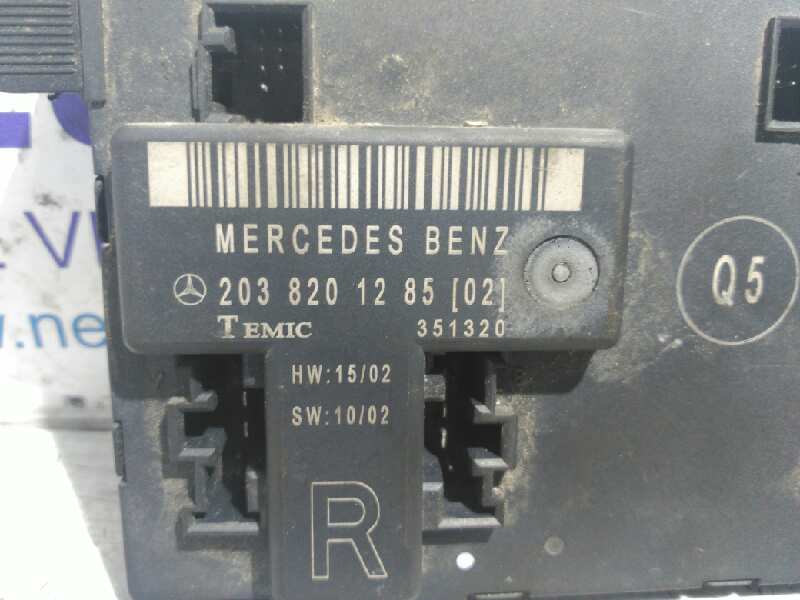 MERCEDES BENZ
203 820 12 85 [02]
TEMIC 351320
HW:15/02
SW:10/02
R
Q5